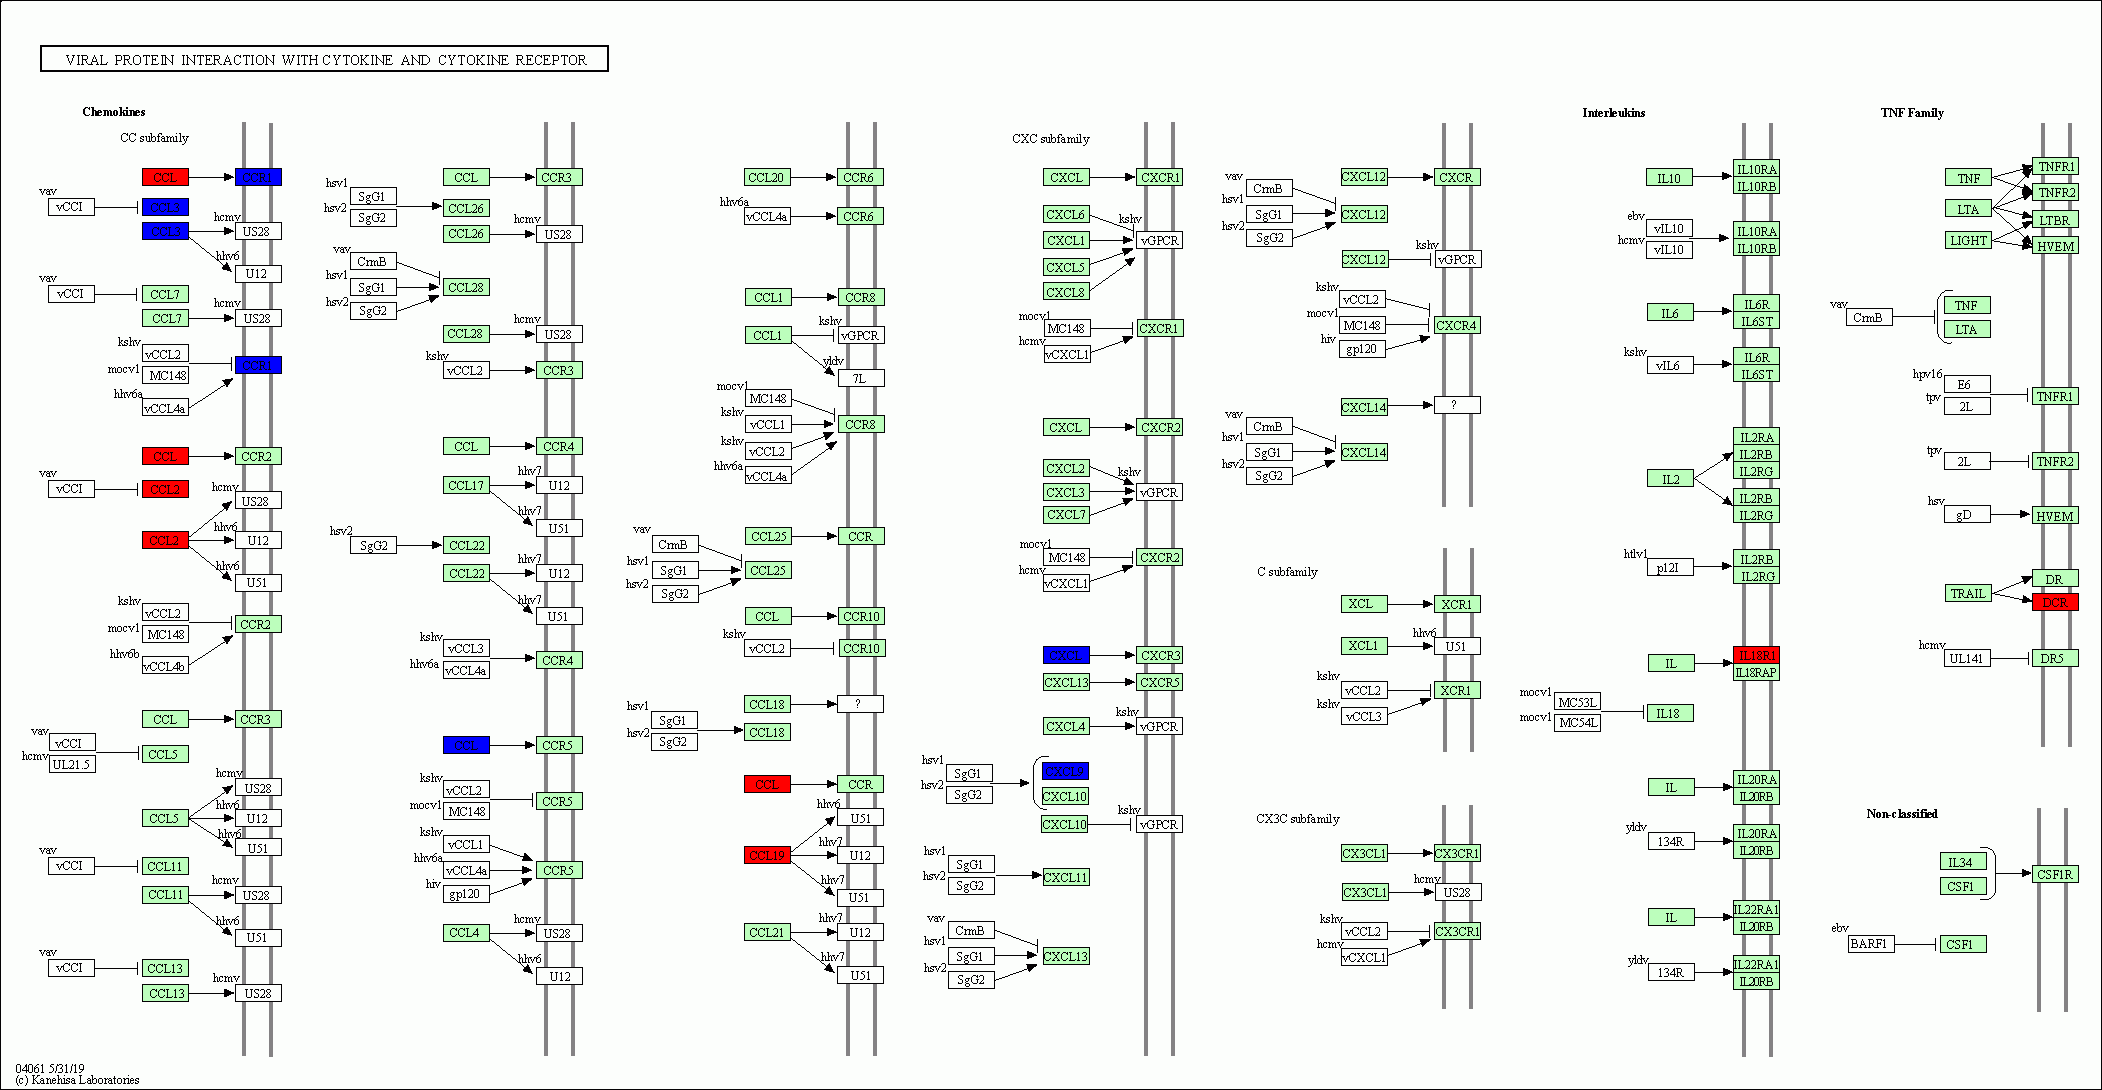 VIRAL PROTEIN INTERACTION WITH CYTOKINE AND CYTOKINE RECEPTOR
Chemokines
CC subfamily
CCL
CCR1
vav
vCCI
CCL3
CCL3
hcmv
US28
hhv6
U12
vav
vCCI
CCL7
CCL7
hcmv
US28
kshv
vCCL2
mocv1
MC148
hhv6a
vCCL4a
CCR1
CCL
CCR2
vav
vCCI
CCL2
CCL2
hcmv
US28
hhv6
U12
hhv6
U51
kshv
vCCL2
mocv1
MC148
hhv6b
vCCL4b
CCR2
CCL
CCR3
vav
vCCI
hcmv
UL21.5
CCL5
CCL5
hcmv
US28
hhv6
U12
hhv6
U51
vav
vCCI
CCL11
CCL11
hcmv
US28
hhv6
U51
vav
vCCI
CCL13
CCL13
hcmv
US28
CCL
CCR3
hsv1
SgG1
hsv2
SgG2
CCL26
CCL26
hcmv
US28
vav
CrmB
hsv1
SgG1
hsv2
SgG2
CCL28
CCL28
hcmv
US28
kshv
vCCL2
CCR3
CCL
CCR4
CCL17
hhv7
U12
hhv7
U51
hsv2
SgG2
CCL22
CCL22
hhv7
U12
hhv7
U51
kshv
vCCL3
hhv6a
vCCL4a
CCR4
CCL
CCR5
kshv
vCCL2
mocv1
MC148
CCR5
kshv
vCCL1
hhv6a
vCCL4a
hiv
gp120
CCR5
CCL4
hcmv
US28
hhv6
U12
CCL20
CCR6
hhv6a
vCCL4a
CCR6
CCL1
CCR8
CCL1
kshv
vGPCR
yldv
7L
mocv1
MC148
kshv
vCCL1
kshv
vCCL2
hhv6a
vCCL4a
CCR8
CCL25
CCR
vav
CrmB
hsv1
SgG1
hsv2
SgG2
CCL25
CCL
CCR10
kshv
vCCL2
CCR10
CCL18
?
hsv1
SgG1
hsv2
SgG2
CCL18
CCL
CCR
CCL19
hhv6
U51
hhv7
U12
hhv7
U51
CCL21
hhv7
U12
hhv7
U51
CXC subfamily
CXCL
CXCR1
CXCL6
CXCL1
CXCL5
CXCL8
kshv
vGPCR
mocv1
MC148
hcmv
vCXCL1
CXCR1
CXCL
CXCR2
CXCL2
CXCL3
CXCL7
kshv
vGPCR
mocv1
MC148
hcmv
vCXCL1
CXCR2
CXCL
CXCR3
CXCL13
CXCR5
CXCL4
kshv
vGPCR
hsv1
SgG1
hsv2
SgG2
CXCL9
CXCL10
CXCL10
kshv
vGPCR
hsv1
SgG1
hsv2
SgG2
CXCL11
vav
CrmB
hsv1
SgG1
hsv2
SgG2
CXCL13
CXCL12
CXCR
vav
CrmB
hsv1
SgG1
hsv2
SgG2
CXCL12
CXCL12
kshv
vGPCR
kshv
vCCL2
mocv1
MC148
hiv
gp120
CXCR4
CXCL14
?
vav
CrmB
hsv1
SgG1
hsv2
SgG2
CXCL14
C subfamily
XCL
XCR1
XCL1
hhv6
U51
kshv
vCCL2
kshv
vCCL3
XCR1
CX3C subfamily
CX3CL1
CX3CR1
CX3CL1
hcmv
US28
kshv
vCCL2
hcmv
vCXCL1
CX3CR1
Interleukins
IL10
IL10RA
IL10RB
ebv
vIL10
hcmv
vIL10
IL10RA
IL10RB
IL6
IL6R
IL6ST
kshv
vIL6
IL6R
IL6ST
IL2
IL2RA
IL2RB
IL2RG
IL2RB
IL2RG
htlv1
p12I
IL2RB
IL2RG
IL
IL18R1
IL18RAP
mocv1
MC53L
mocv1
MC54L
IL18
IL
IL20RA
IL20RB
yldv
134R
IL20RA
IL20RB
IL
IL22RA1
IL20RB
yldv
134R
IL22RA1
IL20RB
TNF Family
TNF
LTA
LIGHT
TNFR1
TNFR2
LTBR
HVEM
vav
CrmB
TNF
LTA
hpv16
E6
tpv
2L
TNFR1
tpv
2L
TNFR2
hsv
gD
HVEM
TRAIL
DR
DCR
hcmv
UL141
DR5
Non-classified
IL34
CSF1
CSF1R
ebv
BARF1
CSF1
04061 5/31/19
(c) Kanehisa Laboratories